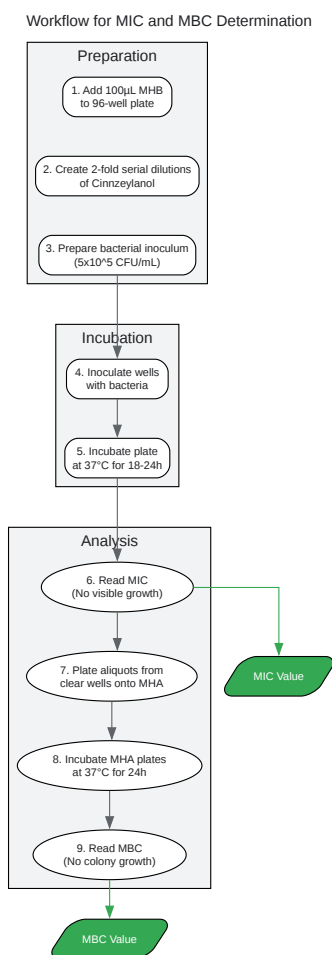 Workflow for MIC and MBC Determination
Preparation
1. Add 100µL MHB
to 96-well plate
2. Create 2-fold serial dilutions
of Cinnzeylanol
3. Prepare bacterial inoculum
(5x10^5 CFU/mL)
Incubation
4. Inoculate wells
with bacteria
5. Incubate plate
at 37°C for 18-24h
Analysis
6. Read MIC
(No visible growth)
7. Plate aliquots from
clear wells onto MHA
MIC Value
8. Incubate MHA plates
at 37°C for 24h
9. Read MBC
(No colony growth)
MBC Value